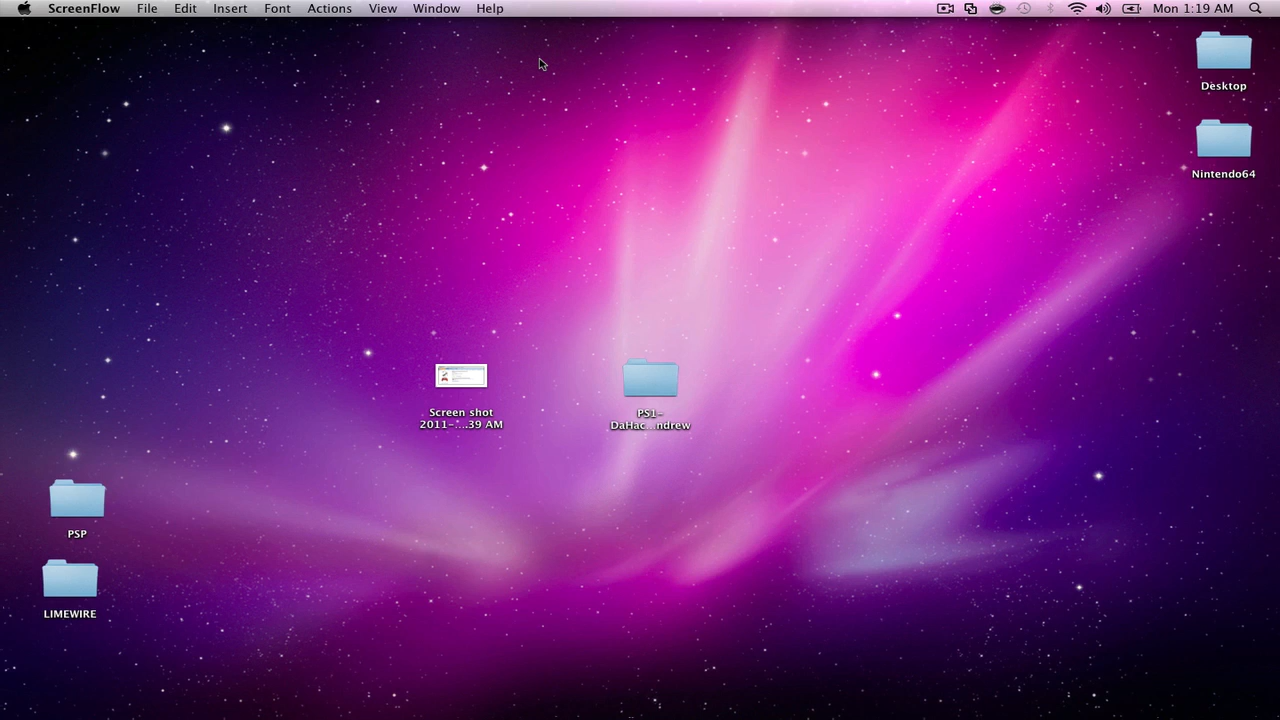 ScreenFlow File Edit Insert Font Actions View Window Help Mon 1:19 AM
Desktop
Nintendo64
Screen shot
2011-...39 AM
PS1-
DaHac...ndrew
PSP
LIMEWIRE